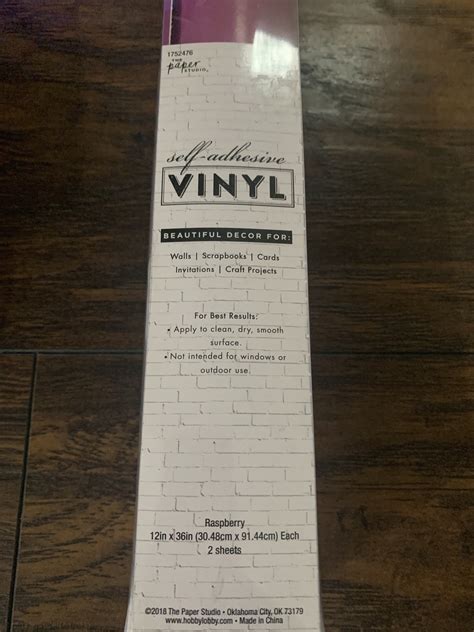 1752476
THE
paper
STUDIO®
self-adhesive
VINYL
BEAUTIFUL DECOR FOR:
Walls | Scrapbooks | Cards
Invitations | Craft Projects
For Best Results:
• Apply to clean, dry, smooth
surface.
• Not intended for windows or
outdoor use.
Raspberry
12in x 36in (30.48cm x 91.44cm) Each
2 sheets
©2018 The Paper Studio • Oklahoma City, OK 73179
www.hobbylobby.com • Made in China